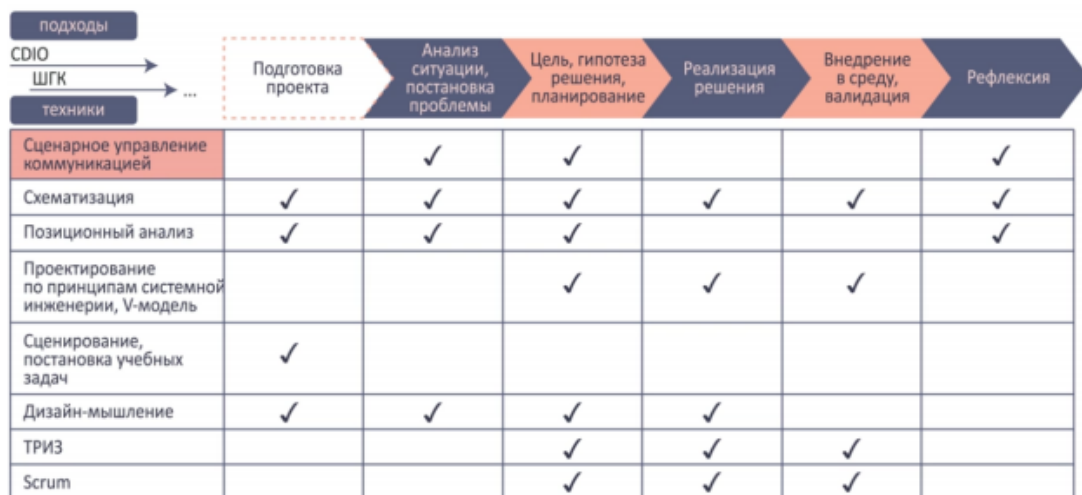 подходы
CDIO
ШГК
...
техники
Подготовка
проекта
Анализ
ситуации,
постановка
проблемы
Цель, гипотеза
решения,
планирование
Реализация
решения
Внедрение
в среду,
валидация
Рефлексия
Сценарное управление
коммуникацией
✓ ✓ ✓
Схематизация
✓ ✓ ✓ ✓ ✓ ✓
Позиционный анализ
✓ ✓ ✓ ✓
Проектирование
по принципам системной
инженерии, V-модель
✓ ✓ ✓
Сценирование,
постановка учебных
задач
✓
Дизайн-мышление
✓ ✓ ✓ ✓
ТРИЗ
✓ ✓ ✓
Scrum
✓ ✓ ✓